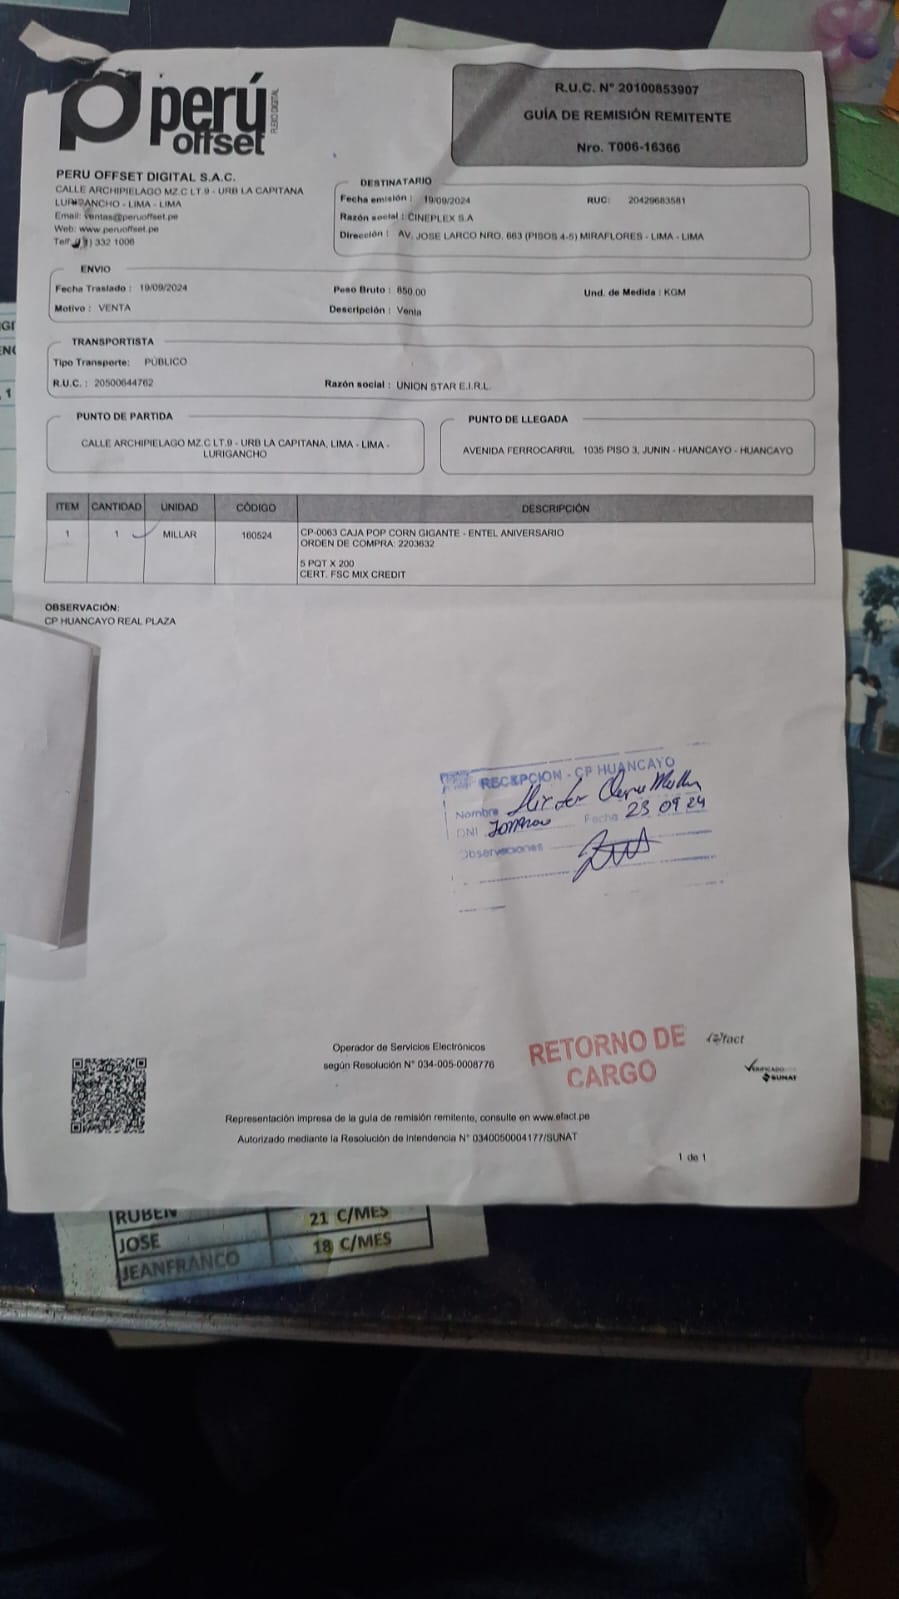 perú
offset
PLEXO DIGITAL
R.U.C. N° 20100853907
GUÍA DE REMISIÓN REMITENTE
Nro. T006-16366
PERU OFFSET DIGITAL S.A.C.
CALLE ARCHIPIELAGO MZ.C LT.9 - URB LA CAPITANA
LURIGANCHO - LIMA - LIMA
Email: ventas@peruoffset.pe
Web: www.peruoffset.pe
Telf: 332 1006
DESTINATARIO
Fecha emisión : 19/09/2024 RUC: 20429683581
Razón social : CINEPLEX S.A
Dirección : AV. JOSE LARCO NRO. 663 (PISOS 4-5) MIRAFLORES - LIMA - LIMA
ENVIO
Fecha Traslado : 19/09/2024 Peso Bruto : 850.00 Und. de Medida : KGM
Motivo : VENTA Descripción : Venta
TRANSPORTISTA
Tipo Transporte: PÚBLICO
R.U.C. : 20500644762 Razón social : UNION STAR E.I.R.L.
PUNTO DE PARTIDA
CALLE ARCHIPIELAGO MZ.C LT.9 - URB LA CAPITANA, LIMA - LIMA -
LURIGANCHO
PUNTO DE LLEGADA
AVENIDA FERROCARRIL 1035 PISO 3, JUNIN - HUANCAYO - HUANCAYO
ITEM CANTIDAD UNIDAD CÓDIGO DESCRIPCIÓN
1 1 MILLAR 160524 CP-0063 CAJA POP CORN GIGANTE - ENTEL ANIVERSARIO
ORDEN DE COMPRA: 2203632
5 PQT X 200
CERT. FSC MIX CREDIT
OBSERVACIÓN:
CP HUANCAYO REAL PLAZA
RECEPCION - CP HUANCAYO
Nombre
DNI Fecha 23 09 24
Observaciones
Operador de Servicios Electrónicos
según Resolución N° 034-005-0008776
RETORNO DE
CARGO
efact
VERIFICADO
SUNAT
Representación impresa de la guía de remisión remitente, consulte en www.efact.pe
Autorizado mediante la Resolución de Intendencia N° 0340050004177/SUNAT
1 de 1
RUBEN 21 C/MES
JOSE 18 C/MES
JEANFRANCO